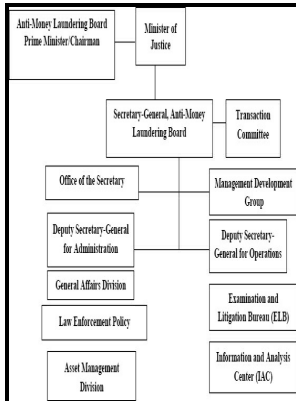 Anti-Money Laundering Board
Prime Minister/Chairman
Minister of
Justice
Secretary-General, Anti-Money
Laundering Board
Transaction
Committee
Office of the Secretary
Management Development
Group
Deputy Secretary-General
for Administration
Deputy Secretary-
General for Operations
General Affairs Division
Examination and
Litigation Bureau (ELB)
Law Enforcement Policy
Information and Analysis
Center (IAC)
Asset Management
Division